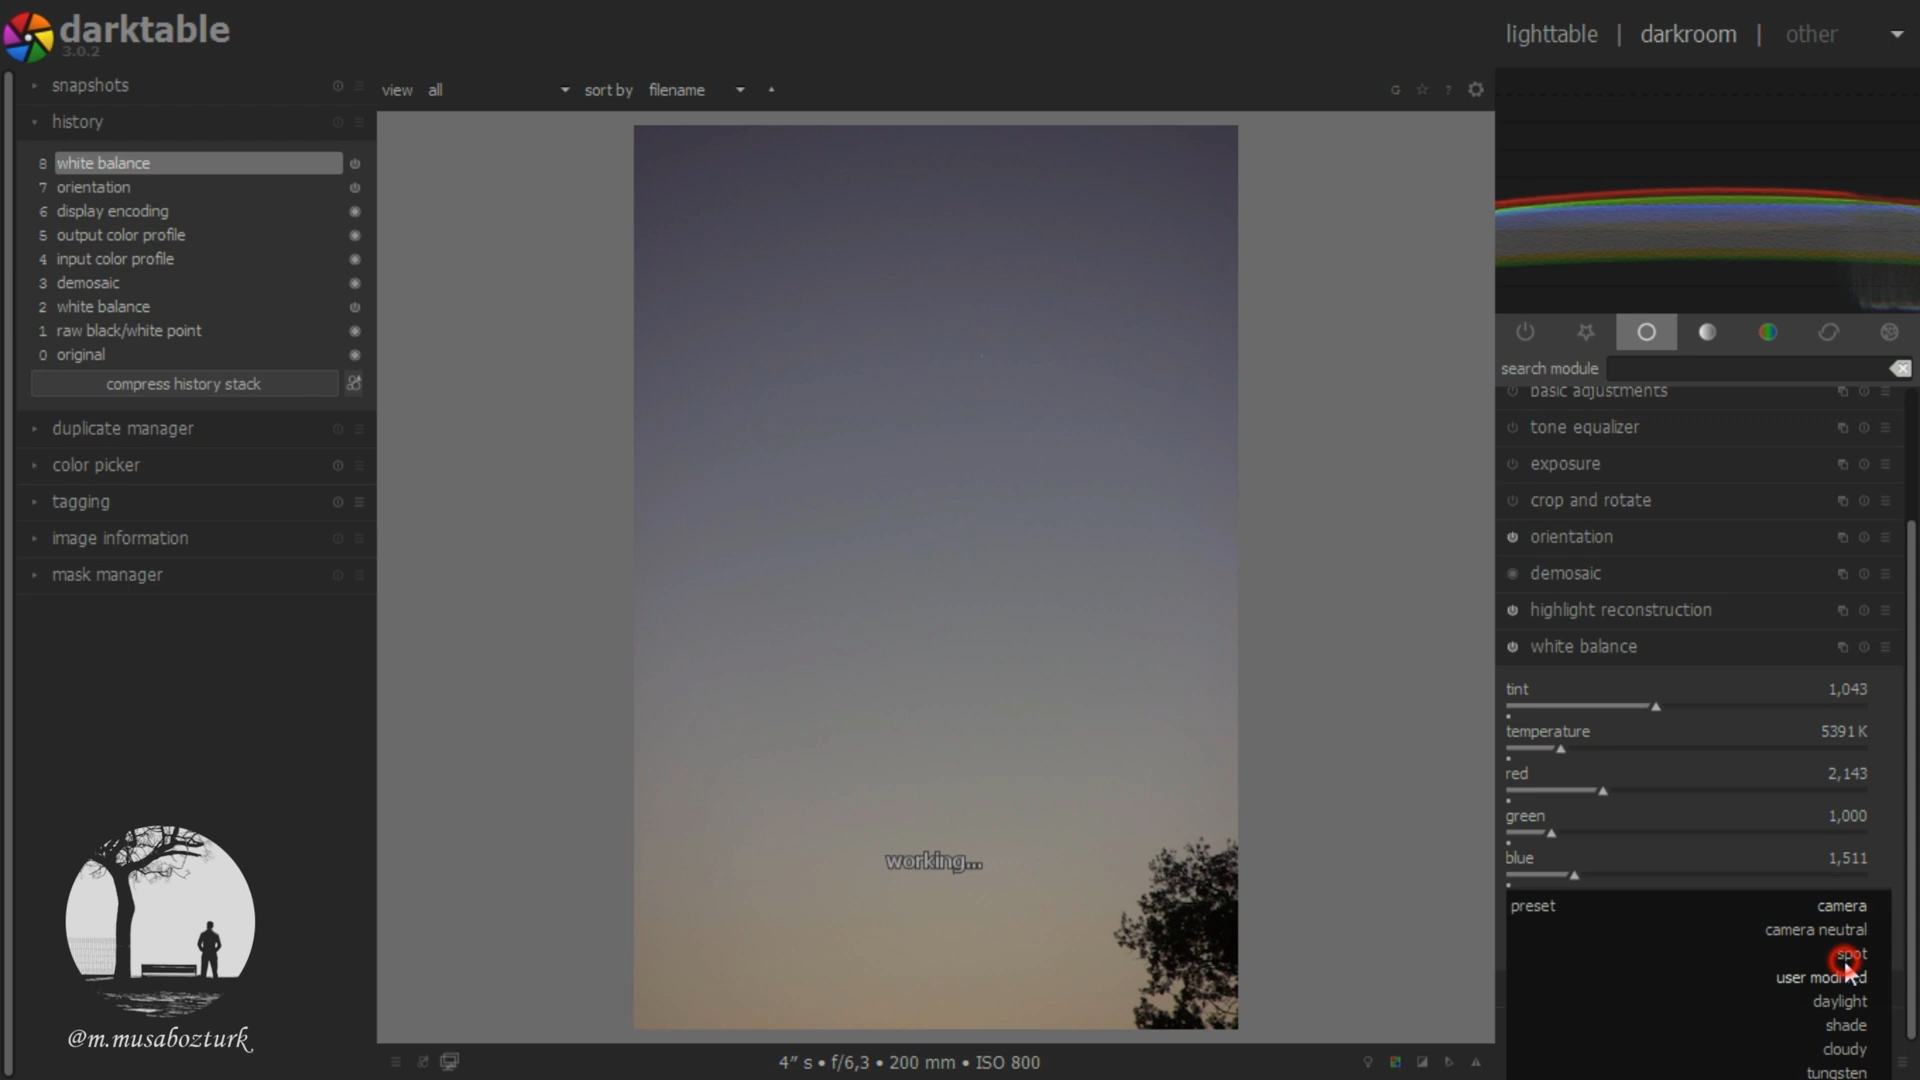 darktable
3.0.2
lighttable | darkroom | other
snapshots
history
8 white balance
7 orientation
6 display encoding
5 output color profile
4 input color profile
3 demosaic
2 white balance
1 raw black/white point
0 original
compress history stack
duplicate manager
color picker
tagging
image information
mask manager
@m.musabozturk
view all
sort by filename
G
?
working...
4" s • f/6,3 • 200 mm • ISO 800
search module
basic adjustments
tone equalizer
exposure
crop and rotate
orientation
demosaic
highlight reconstruction
white balance
tint 1,043
temperature 5391 K
red 2,143
green 1,000
blue 1,511
preset camera
camera neutral
spot
user modified
daylight
shade
cloudy
tungsten